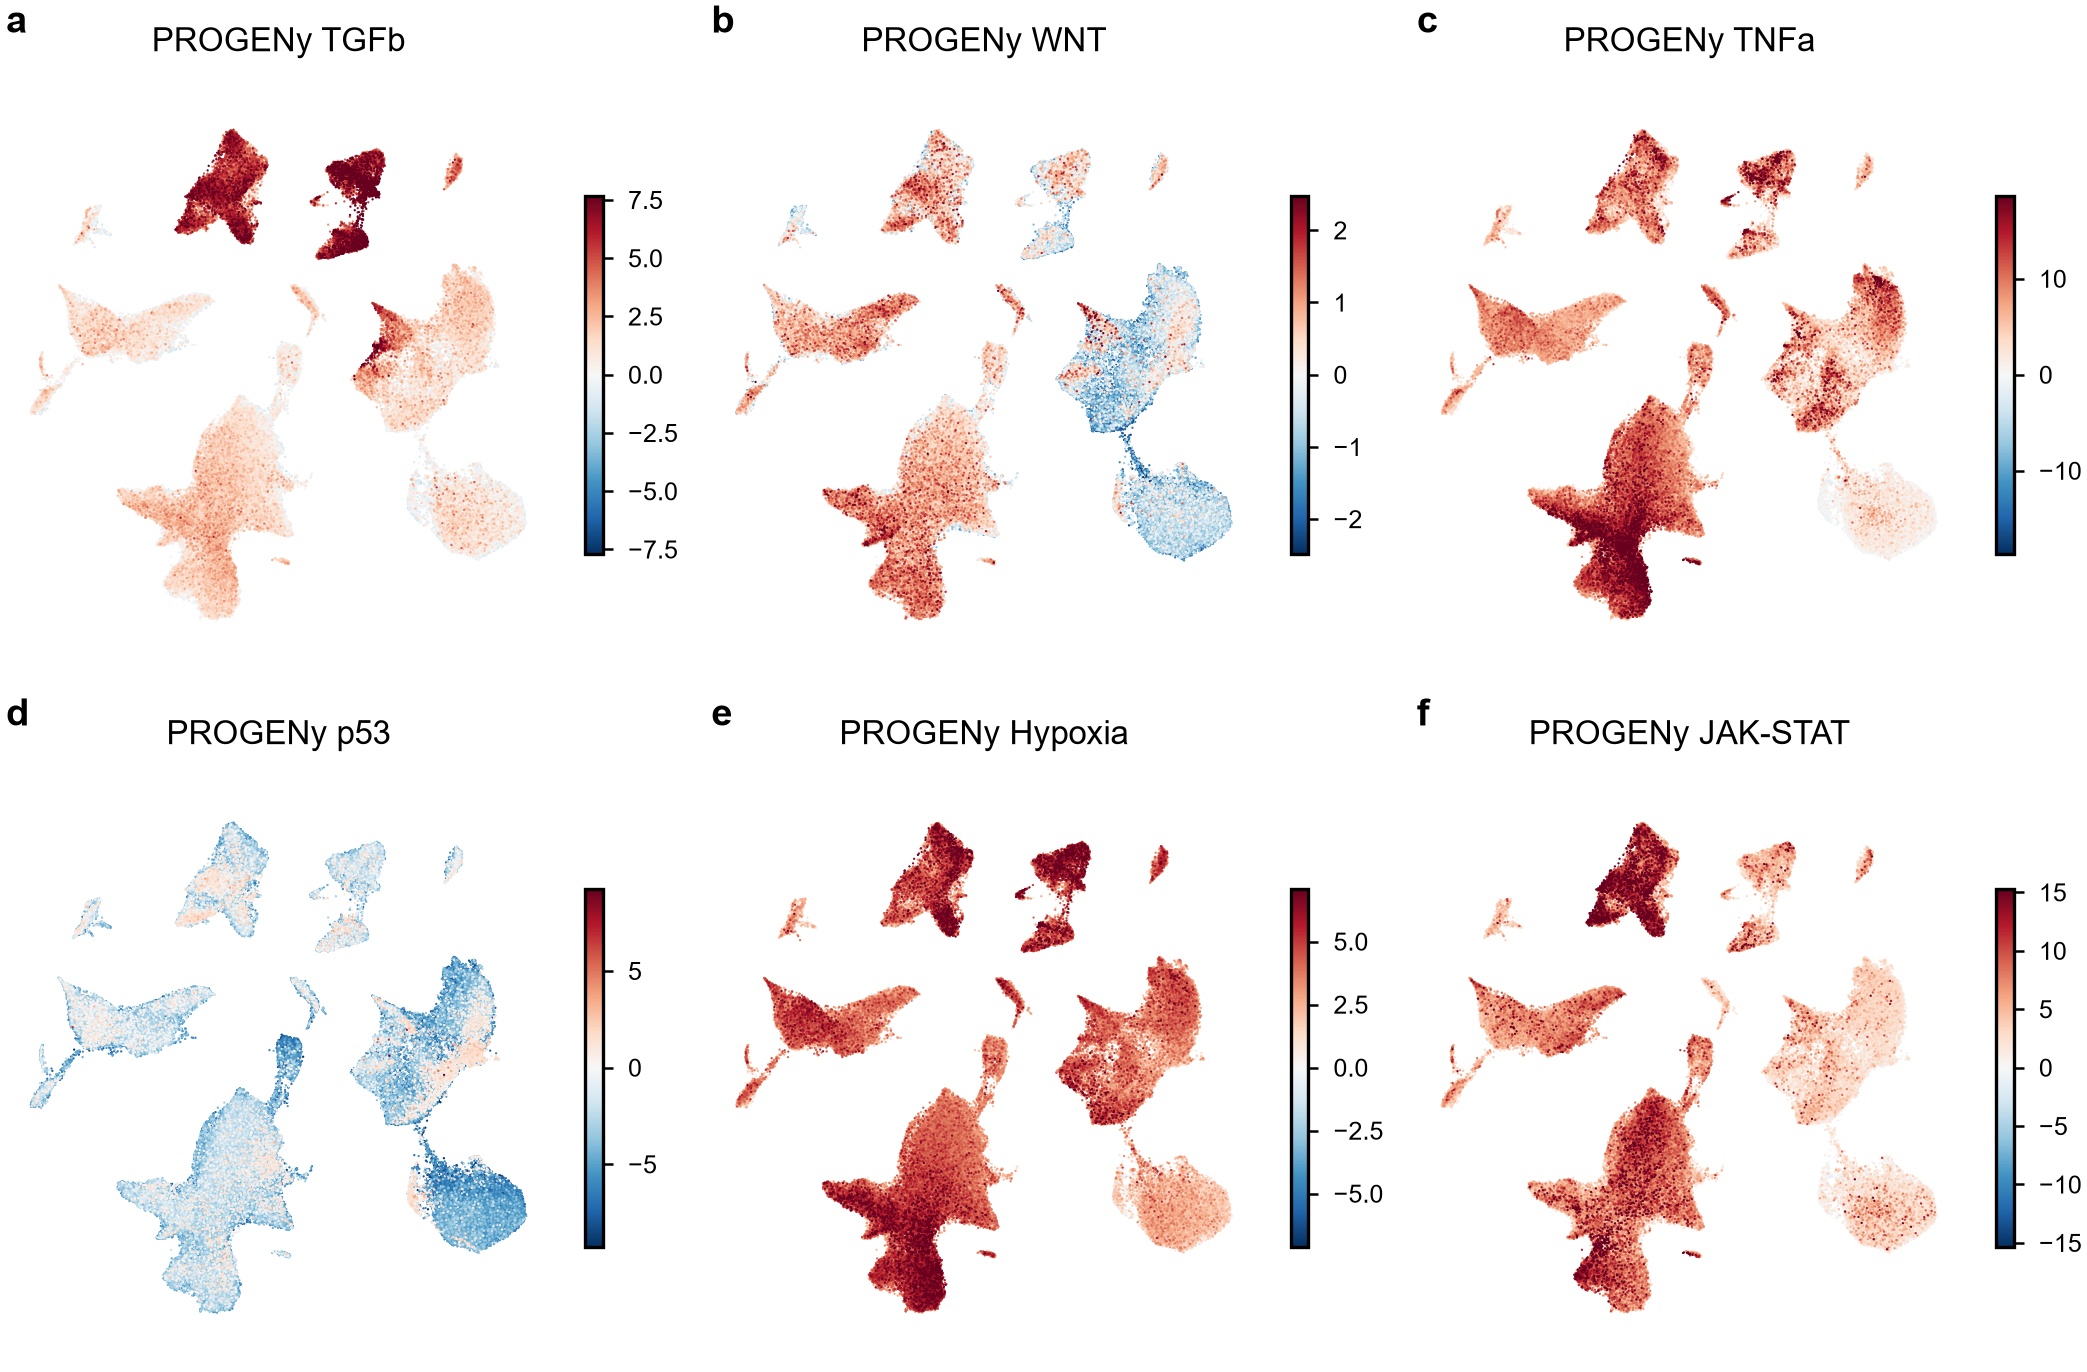 a
PROGENy TGFb
7.5
5.0
2.5
0.0
−2.5
−5.0
−7.5
b
PROGENy WNT
2
1
0
−1
−2
c
PROGENy TNFa
10
0
−10
d
PROGENy p53
5
0
−5
e
PROGENy Hypoxia
5.0
2.5
0.0
−2.5
−5.0
f
PROGENy JAK-STAT
15
10
5
0
−5
−10
−15